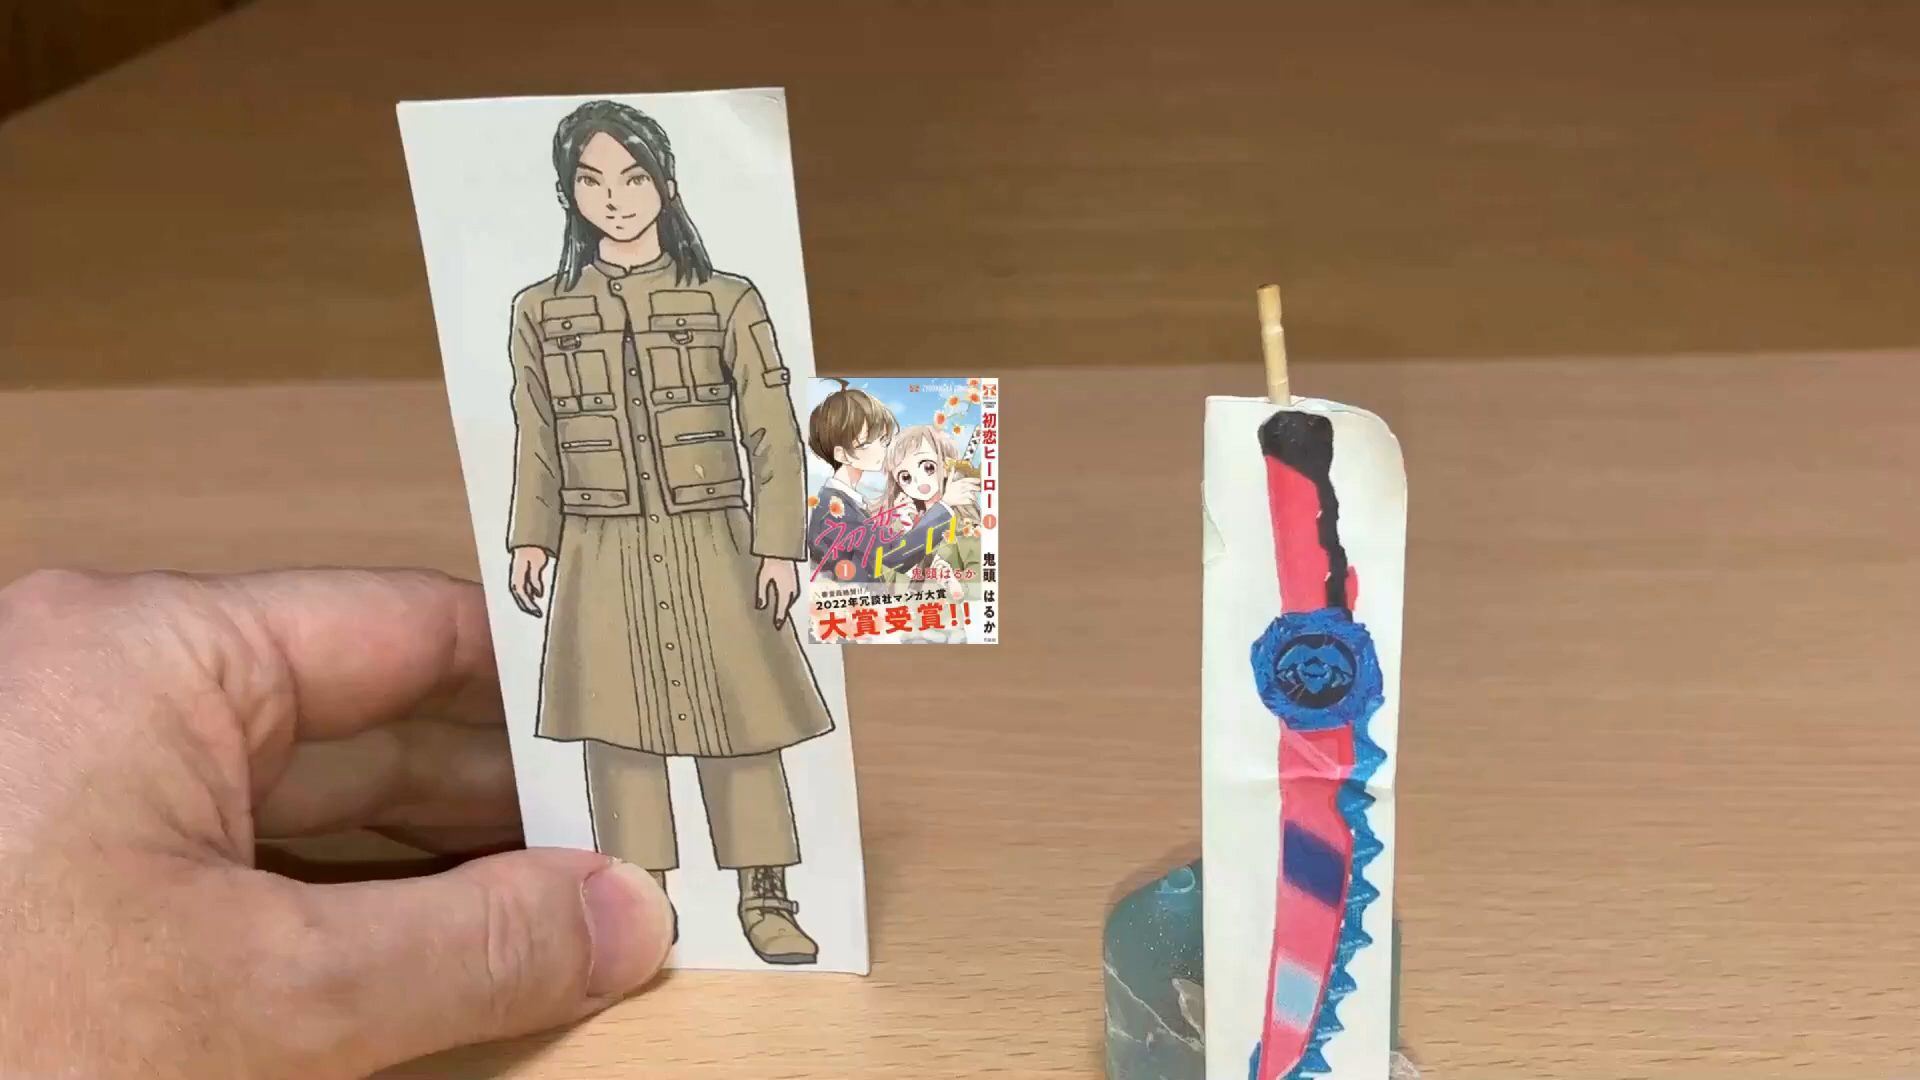 初恋ヒーロー
1
鬼頭はるか
2022年冗談社マンガ大賞
大賞受賞!!
初恋ヒーロー 1 鬼頭はるか